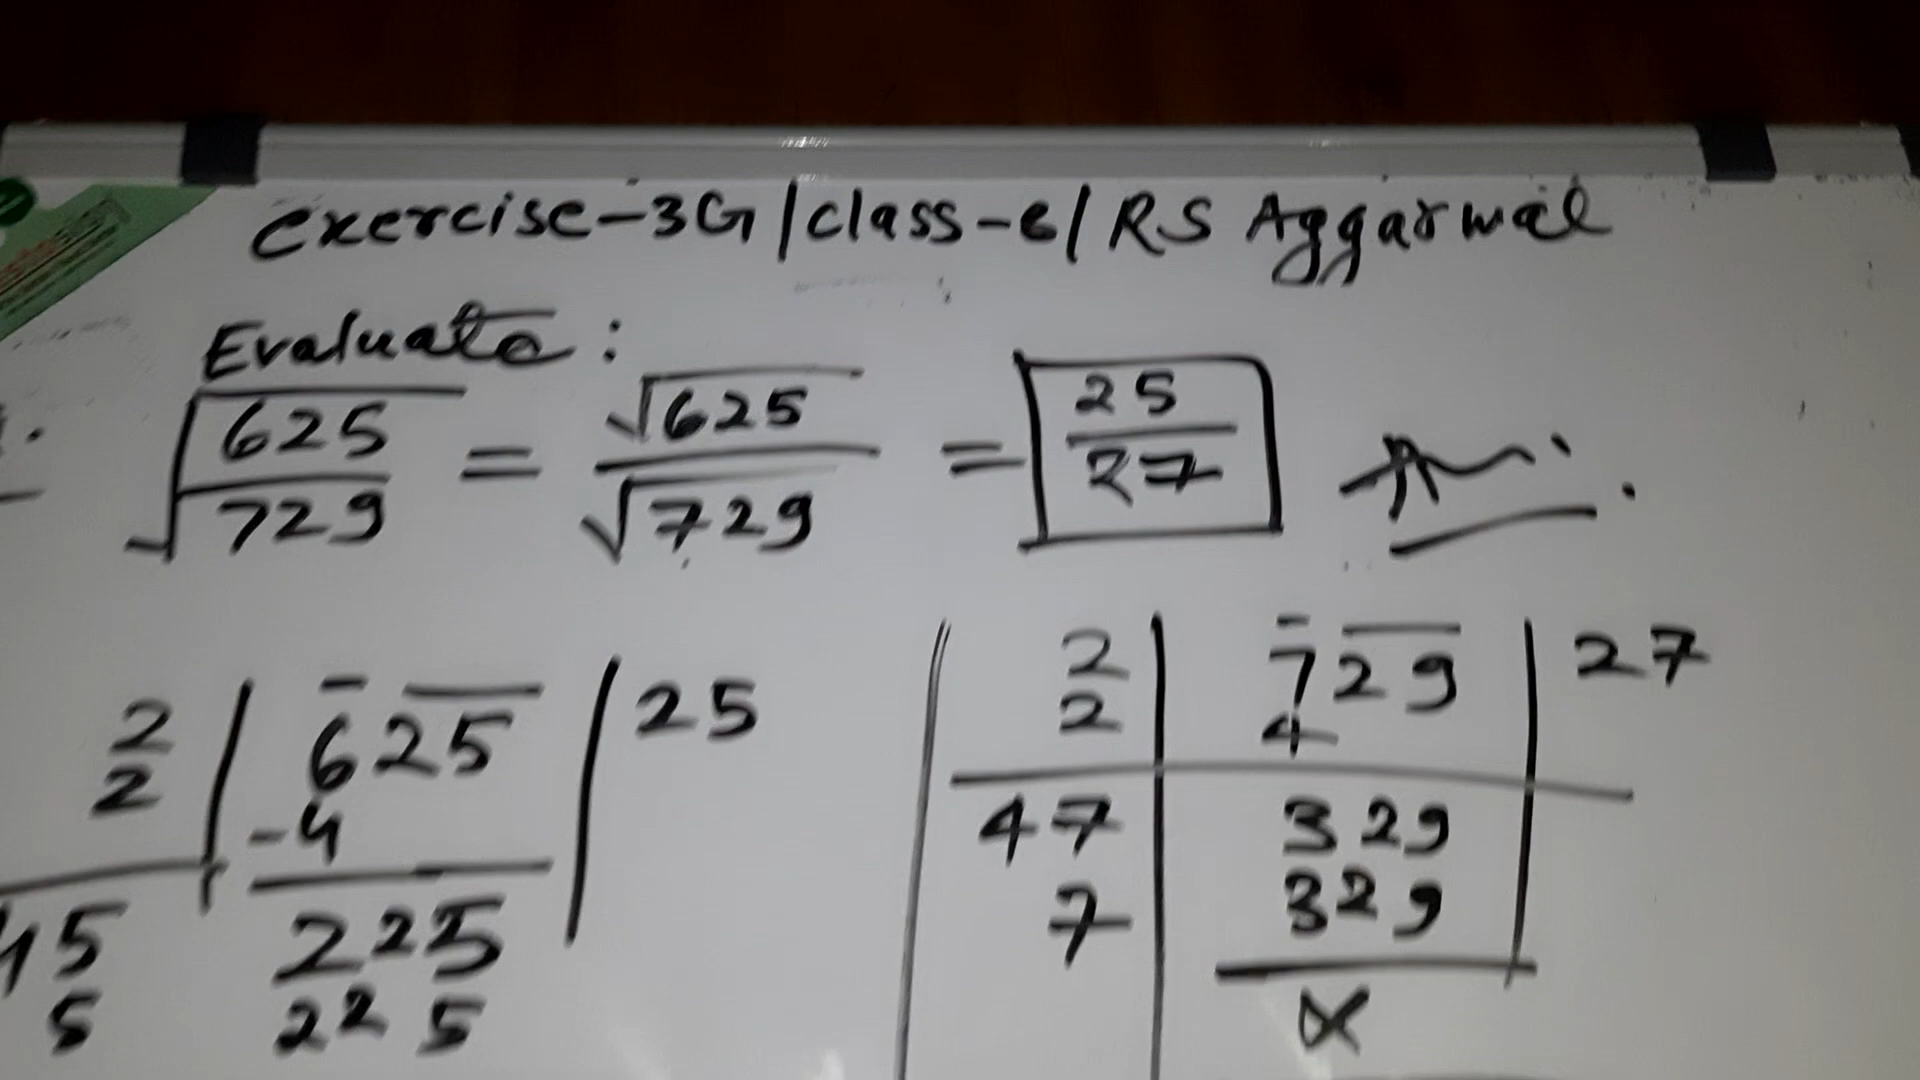 exercise-3G/class-8/RS Aggarwal
Evaluate:
√(625/729) = √625/√729 = 25/27 Ans.
2 | 625 | 25
2 | -4
45 | 225
5 | 225
2 | 729 | 27
2 | 4
47 | 329
7 | 329
x